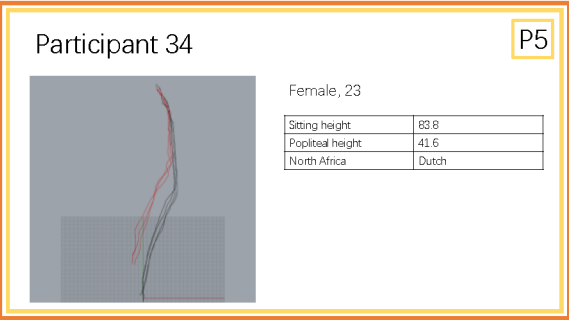 Participant 34
P5
Female, 23
Sitting height 83.8
Popliteal height 41.6
North Africa Dutch